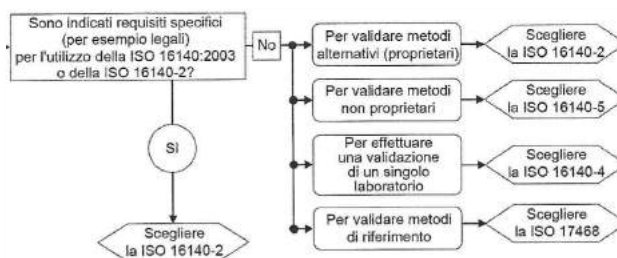 Sono indicati requisiti specifici
(per esempio legali)
per l'utilizzo della ISO 16140:2003
o della ISO 16140-2?
No
Per validare metodi
alternativi (proprietari)
Scegliere
la ISO 16140-2
Per validare metodi
non proprietari
Scegliere
la ISO 16140-5
Per effettuare
una validazione
di un singolo
laboratorio
Scegliere
la ISO 16140-4
Per validare metodi
di riferimento
Scegliere
la ISO 17468
SI
Scegliere
la ISO 16140-2